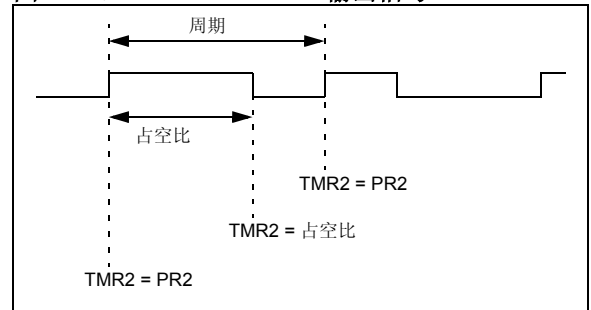 周期
占空比
TMR2 = PR2
TMR2 = 占空比
TMR2 = PR2